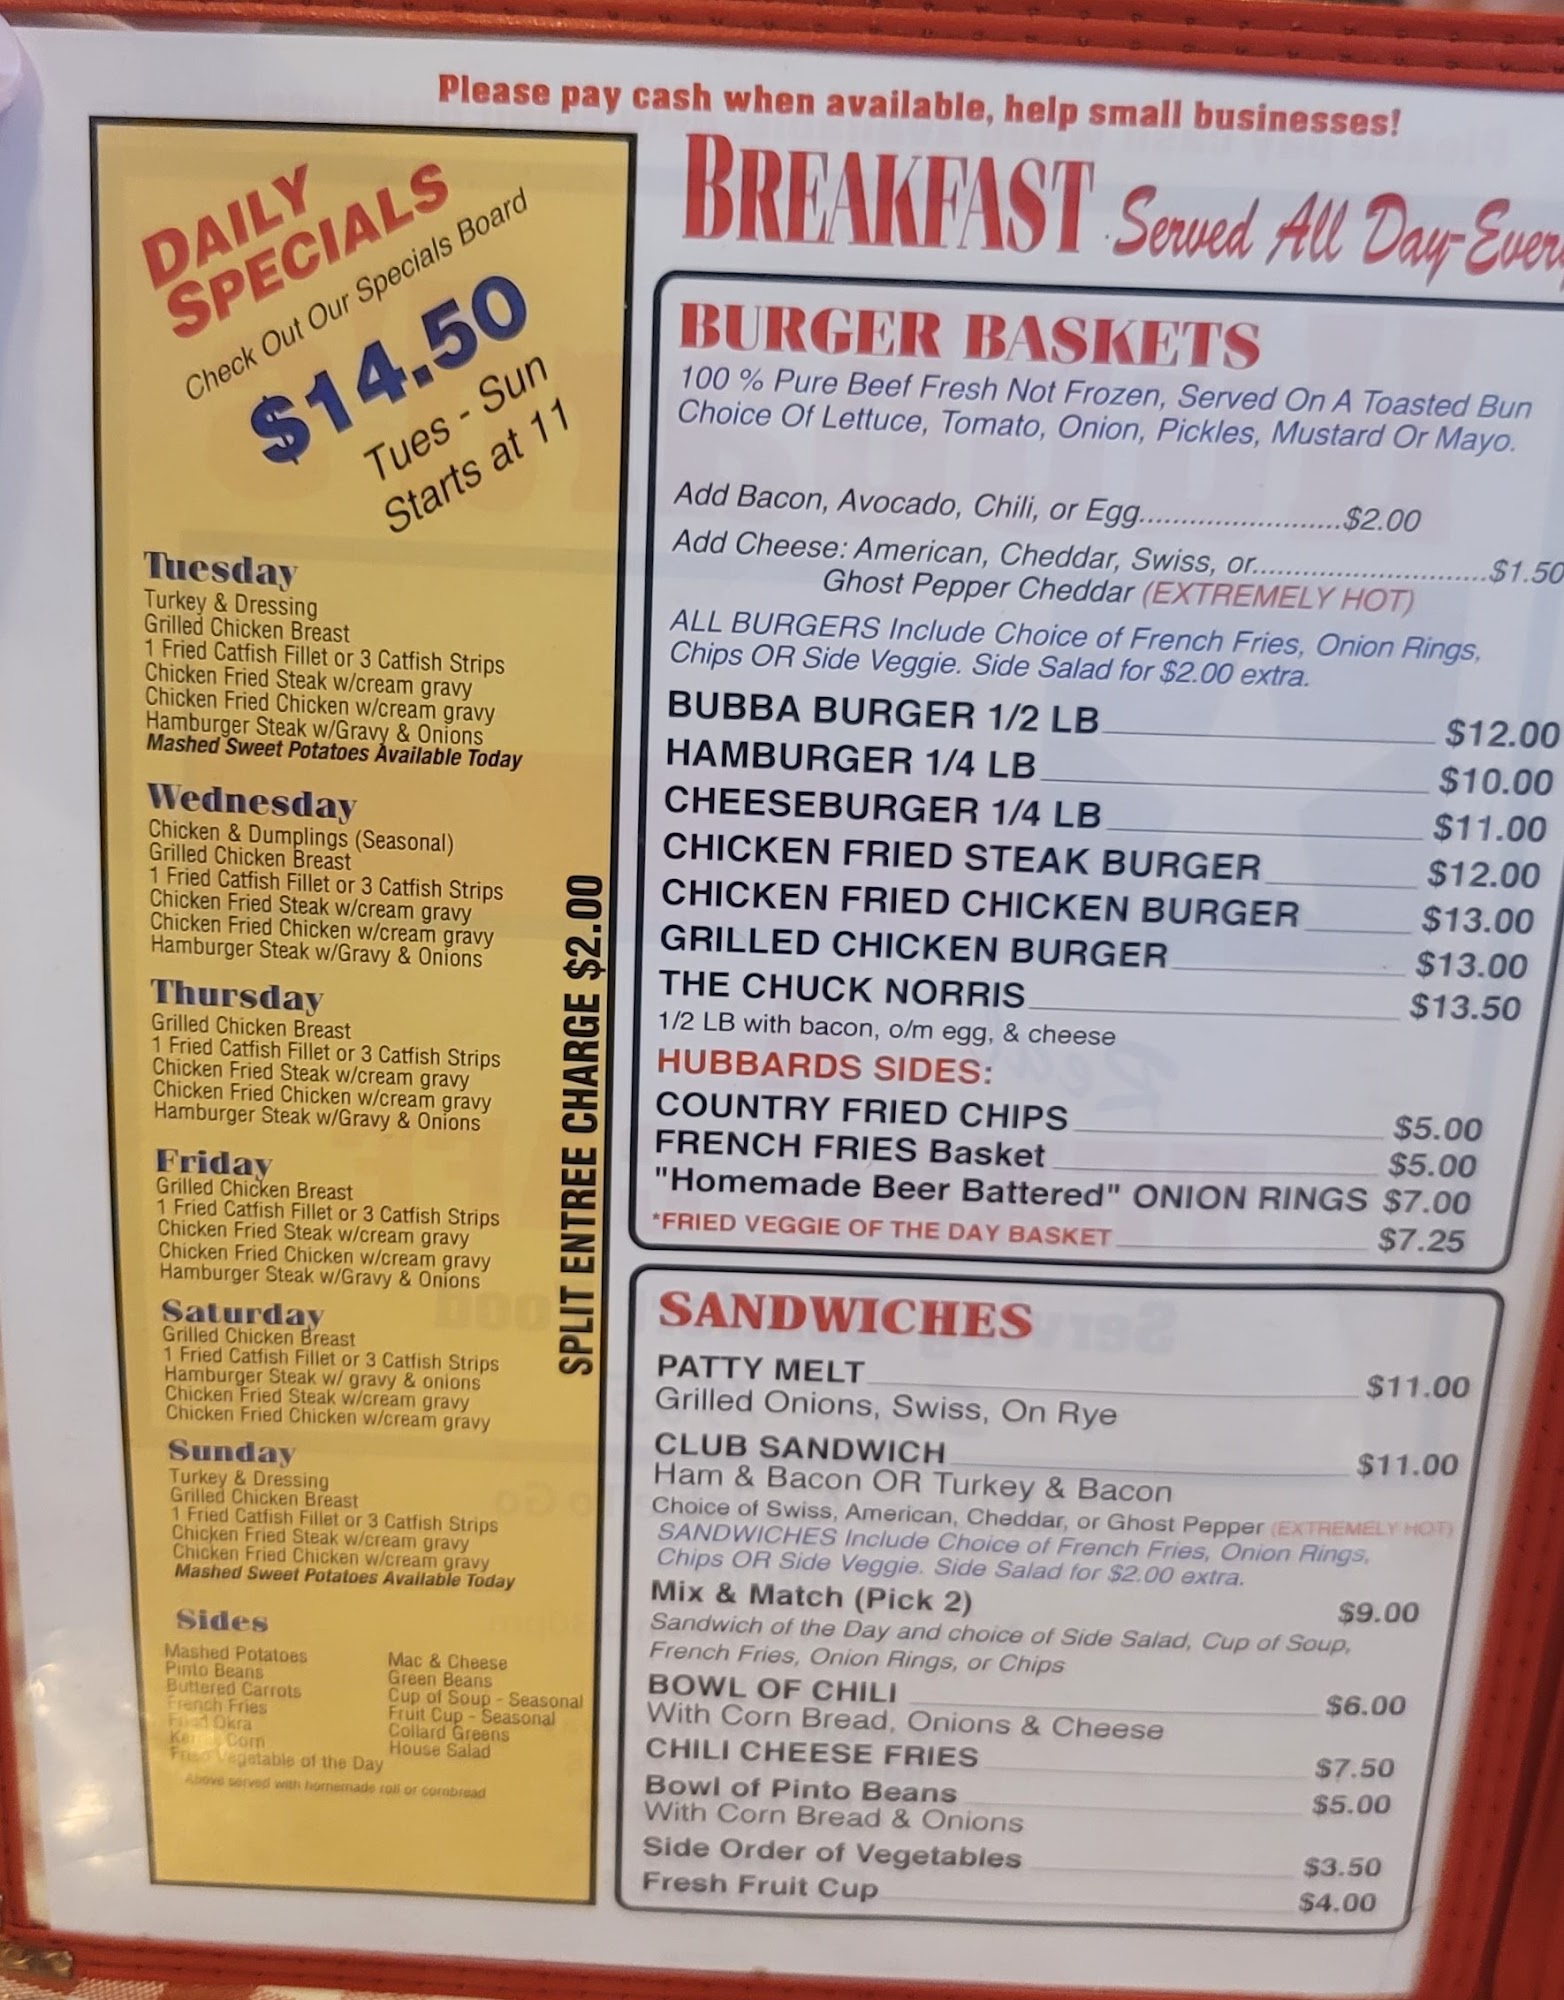 Please pay cash when available, help small businesses!
DAILY
SPECIALS
Check Out Our Specials Board
$14.50
Tues - Sun
Starts at 11
Tuesday
Turkey & Dressing
Grilled Chicken Breast
1 Fried Catfish Fillet or 3 Catfish Strips
Chicken Fried Steak w/cream gravy
Chicken Fried Chicken w/cream gravy
Hamburger Steak w/Gravy & Onions
Mashed Sweet Potatoes Available Today
Wednesday
Chicken & Dumplings (Seasonal)
Grilled Chicken Breast
1 Fried Catfish Fillet or 3 Catfish Strips
Chicken Fried Steak w/cream gravy
Chicken Fried Chicken w/cream gravy
Hamburger Steak w/Gravy & Onions
Thursday
Grilled Chicken Breast
1 Fried Catfish Fillet or 3 Catfish Strips
Chicken Fried Steak w/cream gravy
Chicken Fried Chicken w/cream gravy
Hamburger Steak w/Gravy & Onions
Friday
Grilled Chicken Breast
1 Fried Catfish Fillet or 3 Catfish Strips
Chicken Fried Steak w/cream gravy
Chicken Fried Chicken w/cream gravy
Hamburger Steak w/Gravy & Onions
Saturday
Grilled Chicken Breast
1 Fried Catfish Fillet or 3 Catfish Strips
Hamburger Steak w/ gravy & onions
Chicken Fried Steak w/cream gravy
Chicken Fried Chicken w/cream gravy
Sunday
Turkey & Dressing
Grilled Chicken Breast
1 Fried Catfish Fillet or 3 Catfish Strips
Chicken Fried Steak w/cream gravy
Chicken Fried Chicken w/cream gravy
Mashed Sweet Potatoes Available Today
Sides
Mashed Potatoes
Pinto Beans
Buttered Carrots
French Fries
Fried Okra
Corn
Vegetable of the Day
Mac & Cheese
Green Beans
Cup of Soup - Seasonal
Fruit Cup - Seasonal
Collard Greens
House Salad
Above served with homemade roll or cornbread
SPLIT ENTREE CHARGE $2.00
BREAKFAST Served All Day-Every
BURGER BASKETS
100 % Pure Beef Fresh Not Frozen, Served On A Toasted Bun
Choice Of Lettuce, Tomato, Onion, Pickles, Mustard Or Mayo.
Add Bacon, Avocado, Chili, or Egg........................$2.00
Add Cheese: American, Cheddar, Swiss, or............................$1.50
Ghost Pepper Cheddar (EXTREMELY HOT)
ALL BURGERS Include Choice of French Fries, Onion Rings,
Chips OR Side Veggie. Side Salad for $2.00 extra.
BUBBA BURGER 1/2 LB $12.00
HAMBURGER 1/4 LB $10.00
CHEESEBURGER 1/4 LB $11.00
CHICKEN FRIED STEAK BURGER $12.00
CHICKEN FRIED CHICKEN BURGER $13.00
GRILLED CHICKEN BURGER $13.00
THE CHUCK NORRIS $13.50
1/2 LB with bacon, o/m egg, & cheese
HUBBARDS SIDES:
COUNTRY FRIED CHIPS $5.00
FRENCH FRIES Basket $5.00
"Homemade Beer Battered" ONION RINGS $7.00
*FRIED VEGGIE OF THE DAY BASKET $7.25
SANDWICHES
PATTY MELT $11.00
Grilled Onions, Swiss, On Rye
CLUB SANDWICH $11.00
Ham & Bacon OR Turkey & Bacon
Choice of Swiss, American, Cheddar, or Ghost Pepper (EXTREMELY HOT)
SANDWICHES Include Choice of French Fries, Onion Rings,
Chips OR Side Veggie. Side Salad for $2.00 extra.
Mix & Match (Pick 2) $9.00
Sandwich of the Day and choice of Side Salad, Cup of Soup,
French Fries, Onion Rings, or Chips
BOWL OF CHILI $6.00
With Corn Bread, Onions & Cheese
CHILI CHEESE FRIES $7.50
Bowl of Pinto Beans $5.00
With Corn Bread & Onions
Side Order of Vegetables $3.50
Fresh Fruit Cup $4.00